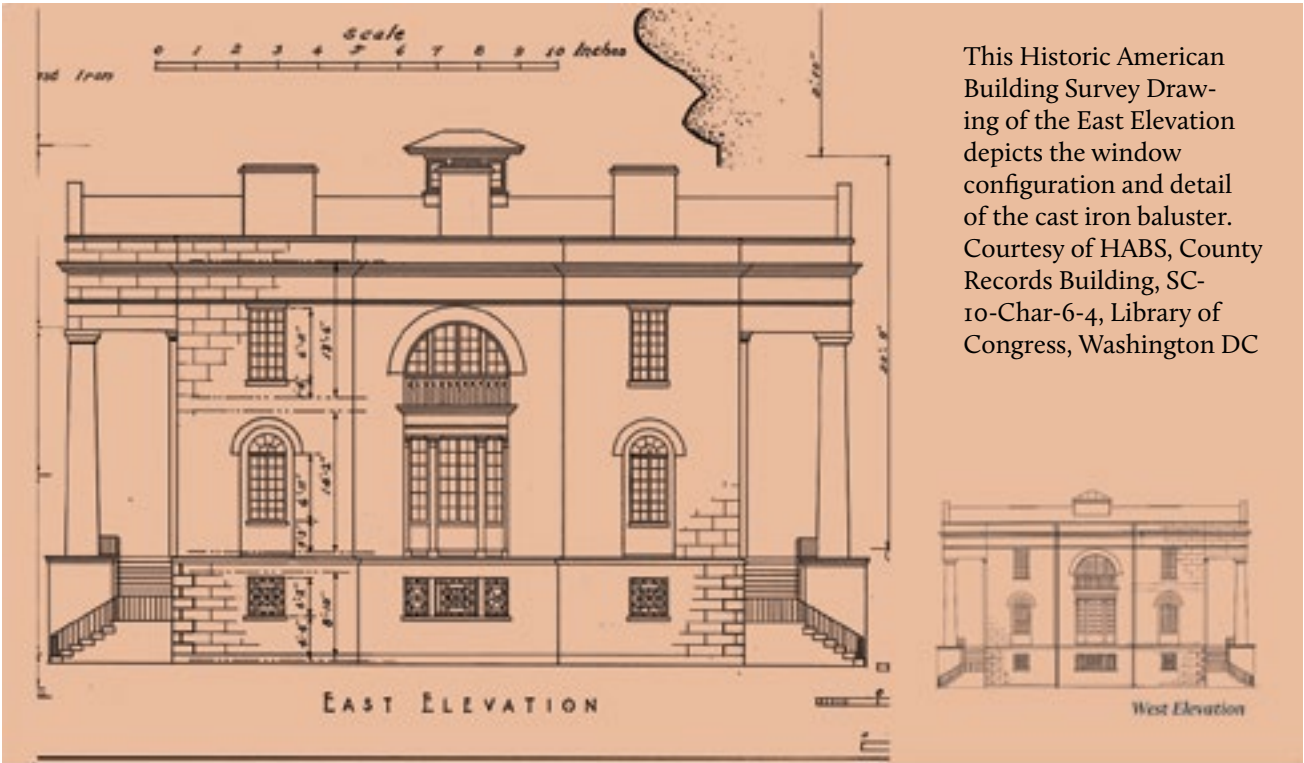 Scale
0 1 2 3 4 5 6 7 8 9 10 Inches
Iron
EAST ELEVATION
This Historic American
Building Survey Draw-
ing of the East Elevation
depicts the window
configuration and detail
of the cast iron baluster.
Courtesy of HABS, County
Records Building, SC-
10-Char-6-4, Library of
Congress, Washington DC
West Elevation